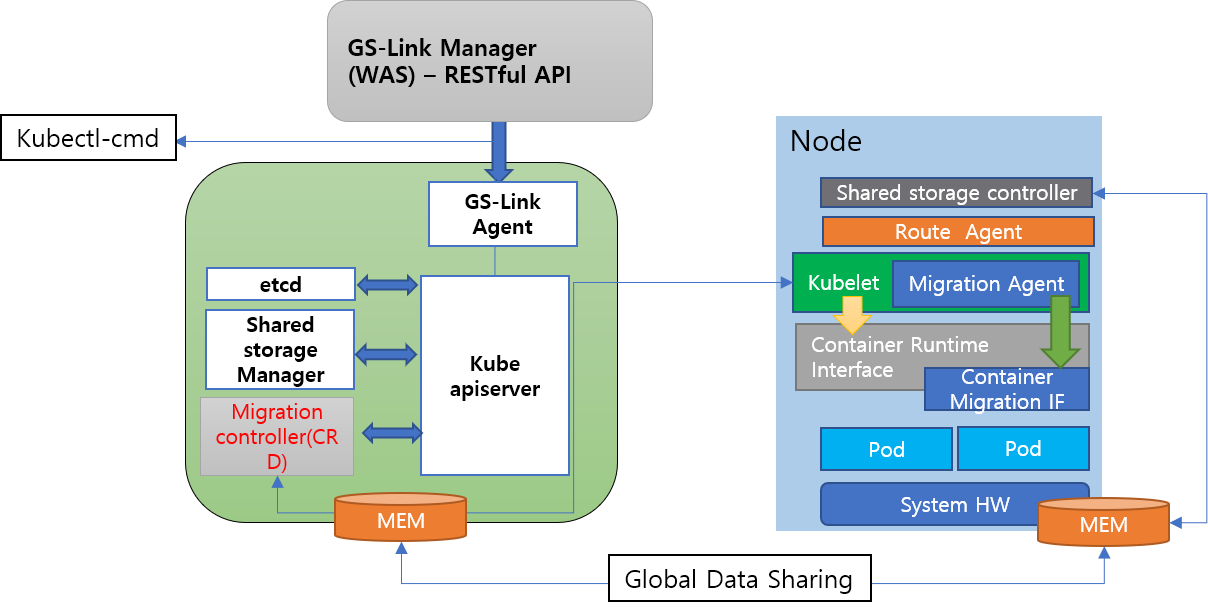 GS-Link Manager
(WAS) – RESTful API
Kubectl-cmd
GS-Link
Agent
etcd
Shared
storage
Manager
Migration
controller(CR
D)
Kube
apiserver
MEM
Node
Shared storage controller
Route Agent
Kubelet
Migration Agent
Container Runtime
Interface
Container
Migration IF
Pod
Pod
System HW
MEM
Global Data Sharing